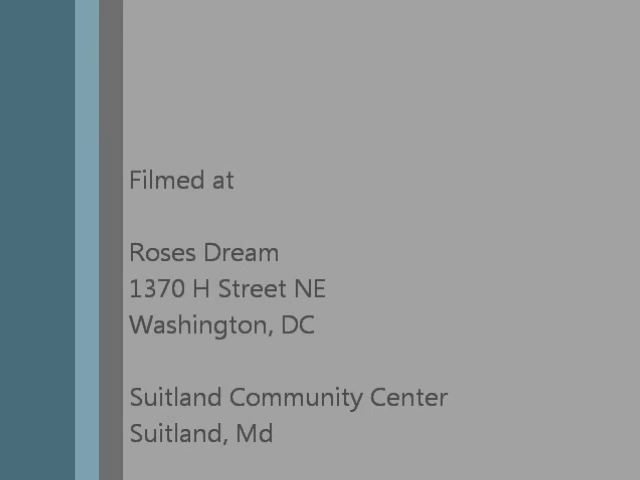 Filmed at
Roses Dream
1370 H Street NE
Washington, DC
Suitland Community Center
Suitland, Md